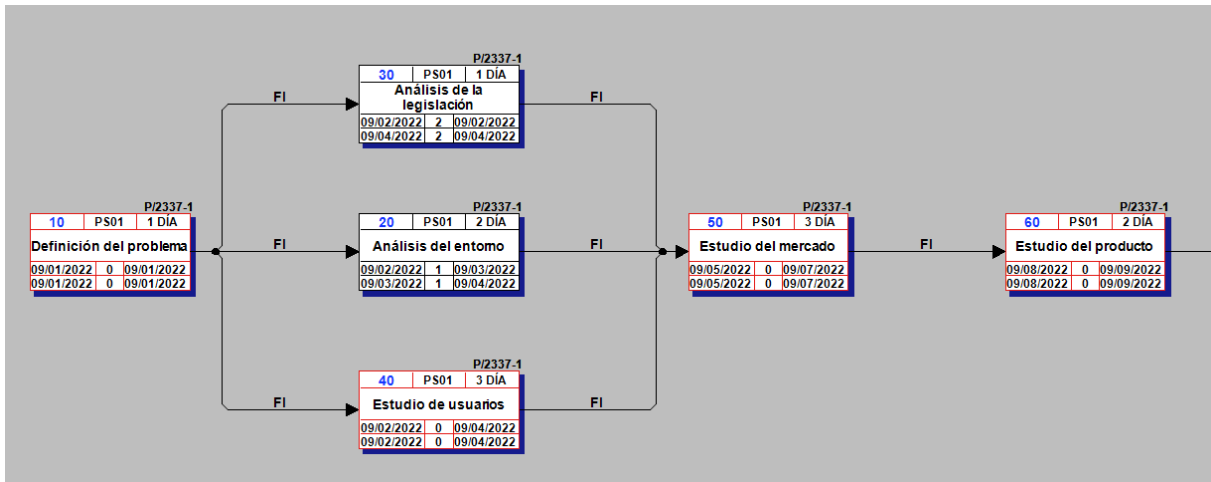 P/2337-1
30 PS01 1 DÍA
Análisis de la
legislación
09/02/2022 2 09/02/2022
09/04/2022 2 09/04/2022
FI
FI
P/2337-1
10 PS01 1 DÍA
Definición del problema
09/01/2022 0 09/01/2022
09/01/2022 0 09/01/2022
FI
P/2337-1
20 PS01 2 DÍA
Análisis del entorno
09/02/2022 1 09/03/2022
09/03/2022 1 09/04/2022
FI
P/2337-1
50 PS01 3 DÍA
Estudio del mercado
09/05/2022 0 09/07/2022
09/05/2022 0 09/07/2022
FI
P/2337-1
60 PS01 2 DÍA
Estudio del producto
09/08/2022 0 09/09/2022
09/08/2022 0 09/09/2022
P/2337-1
40 PS01 3 DÍA
Estudio de usuarios
09/02/2022 0 09/04/2022
09/02/2022 0 09/04/2022
FI
FI